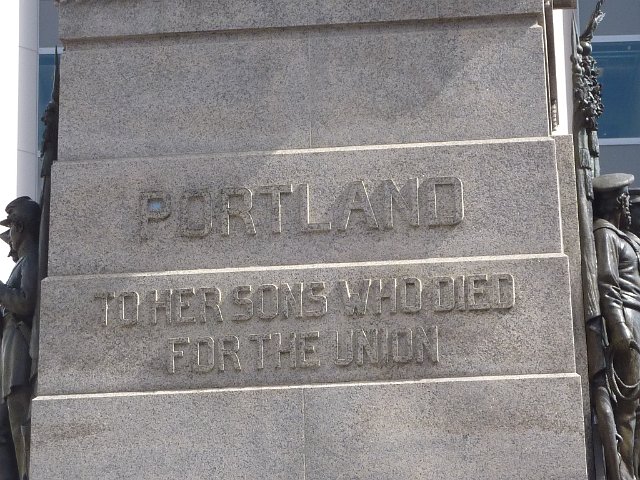 PORTLAND
TO HER SONS WHO DIED
FOR THE UNION